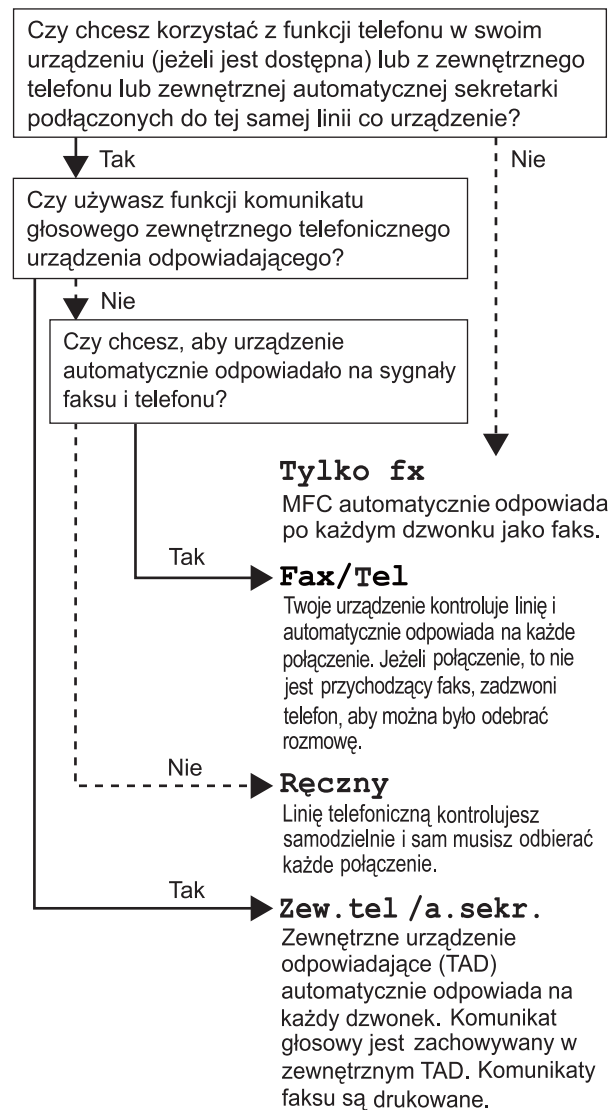 Czy chcesz korzystać z funkcji telefonu w swoim
urządzeniu (jeżeli jest dostępna) lub z zewnętrznego
telefonu lub zewnętrznej automatycznej sekretarki
podłączonych do tej samej linii co urządzenie?
Tak
Nie
Czy używasz funkcji komunikatu
głosowego zewnętrznego telefonicznego
urządzenia odpowiadającego?
Nie
Czy chcesz, aby urządzenie
automatycznie odpowiadało na sygnały
faksu i telefonu?
Tylko fx
MFC automatycznie odpowiada
po każdym dzwonku jako faks.
Tak
Fax/Tel
Twoje urządzenie kontroluje linię i
automatycznie odpowiada na każde
połączenie. Jeżeli połączenie, to nie
jest przychodzący faks, zadzwoni
telefon, aby można było odebrać
rozmowę.
Nie
Ręczny
Linię telefoniczną kontrolujesz
samodzielnie i sam musisz odbierać
każde połączenie.
Tak
Zew.tel /a.sekr.
Zewnętrzne urządzenie
odpowiadające (TAD)
automatycznie odpowiada na
każdy dzwonek. Komunikat
głosowy jest zachowywany w
zewnętrznym TAD. Komunikaty
faksu są drukowane.